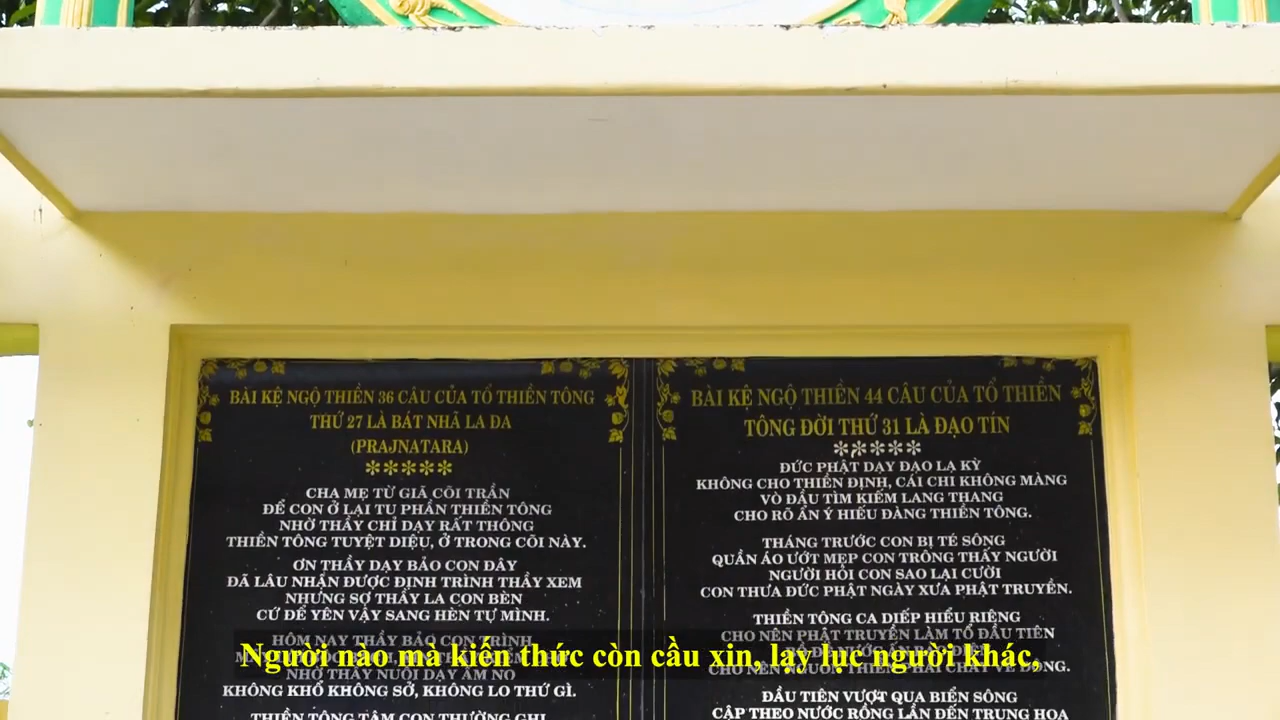 BÀI KỆ NGỘ THIỀN 36 CÂU CỦA TỔ THIỀN TÔNG
THỨ 27 LÀ BÁT NHÃ LA ĐA
(PRAJNATARA)
CHA MẸ TỪ GIÃ CÕI TRẦN
ĐỂ CON Ở LẠI TU PHẦN THIỀN TÔNG
NHỜ THẦY CHỈ DẠY RẤT THÔNG
THIỀN TÔNG TUYỆT DIỆU, Ở TRONG CÕI NÀY.
ƠN THẦY DẠY BẢO CON ĐÂY
ĐÃ LÂU NHẬN ĐƯỢC ĐỊNH TRÌNH THẦY XEM
NHƯNG SỢ THẦY LA CON BÈN
CỨ ĐỂ YÊN VẬY SANG HÈN TỰ MÌNH.
HÔM NAY THẦY BẢO CON TRÌNH
NHỜ THẦY NUÔI DẠY ẤM NO
KHÔNG KHỔ KHÔNG SỞ, KHÔNG LO THỨ GÌ.
THIỀN TÔNG TÂM CON THƯỜNG GHI
BÀI KỆ NGỘ THIỀN 44 CÂU CỦA TỔ THIỀN
TÔNG ĐỜI THỨ 31 LÀ ĐẠO TÍN
ĐỨC PHẬT DẠY ĐẠO LẠ KỲ
KHÔNG CHO THIỀN ĐỊNH, CÁI CHI KHÔNG MÀNG
VÒ ĐẦU TÌM KIẾM LANG THANG
CHO RÕ ẨN Ý HIỂU ĐÀNG THIỀN TÔNG.
THÁNG TRƯỚC CON BỊ TÉ SÔNG
QUẦN ÁO ƯỚT MẸP CON TRÔNG THẤY NGƯỜI
NGƯỜI HỎI CON SAO LẠI CƯỜI
CON THƯA ĐỨC PHẬT NGÀY XƯA PHẬT TRUYỀN.
THIỀN TÔNG CA DIẾP HIỂU RIÊNG
CHO NÊN PHẬT TRUYỀN LÀM TỔ ĐẦU TIÊN
ĐẦU TIÊN VƯỢT QUA BIỂN SÔNG
CẬP THEO NƯỚC RỒNG LẦN ĐẾN TRUNG HOA
Người nào mà kiến thức còn cầu xin, lạy lục người khác,